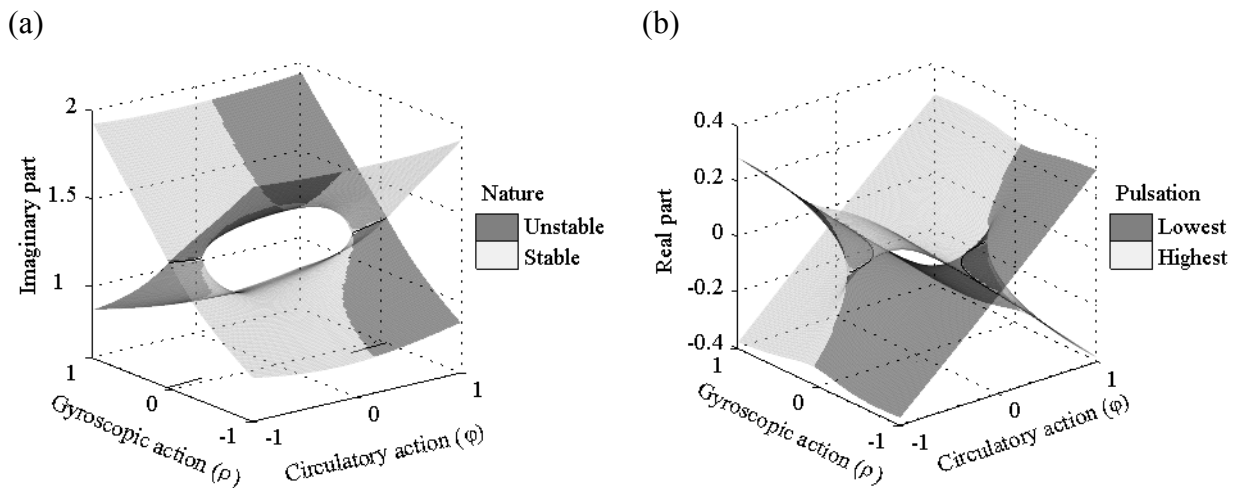 (a)
2
1.5
1
Imaginary part
1
0
-1
Gyroscopic action (ρ)
-1
0
1
Circulatory action (φ)
Nature
Unstable
Stable
(b)
0.4
0.2
0
-0.2
-0.4
Real part
1
0
-1
Gyroscopic action (ρ)
-1
0
1
Circulatory action (φ)
Pulsation
Lowest
Highest